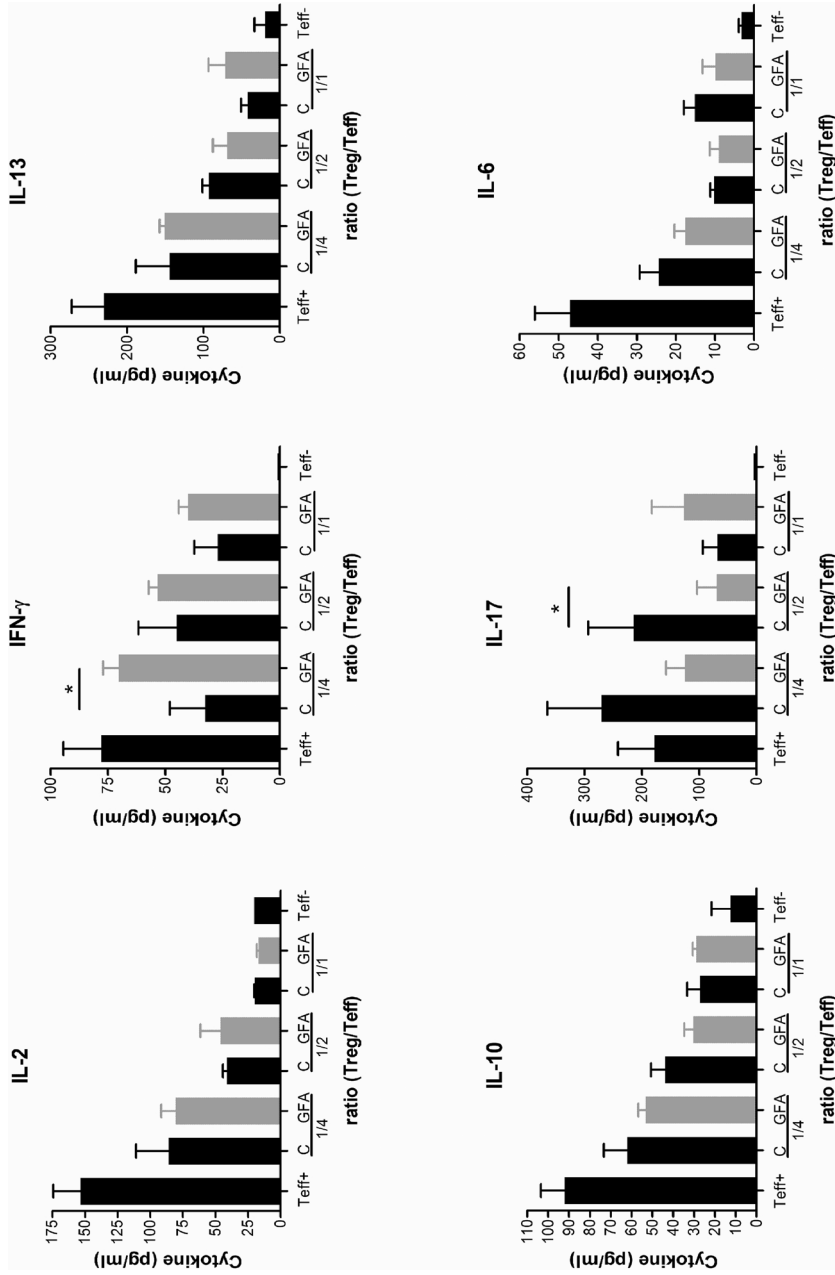 IL-2
Cytokine (pg/ml)
175
150
125
100
75
50
25
0
Teff+ C GFA C GFA C GFA Teff-
1/4 1/2 1/1
ratio (Treg/Teff)
IFN-γ
Cytokine (pg/ml)
100
75
50
25
0
*
Teff+ C GFA C GFA C GFA Teff-
1/4 1/2 1/1
ratio (Treg/Teff)
IL-13
Cytokine (pg/ml)
300
200
100
0
Teff+ C GFA C GFA C GFA Teff-
1/4 1/2 1/1
ratio (Treg/Teff)
IL-10
Cytokine (pg/ml)
110
100
90
80
70
60
50
40
30
20
10
0
Teff+ C GFA C GFA C GFA Teff-
1/4 1/2 1/1
ratio (Treg/Teff)
IL-17
Cytokine (pg/ml)
400
300
200
100
0
*
Teff+ C GFA C GFA C GFA Teff-
1/4 1/2 1/1
ratio (Treg/Teff)
IL-6
Cytokine (pg/ml)
60
50
40
30
20
10
0
Teff+ C GFA C GFA C GFA Teff-
1/4 1/2 1/1
ratio (Treg/Teff)